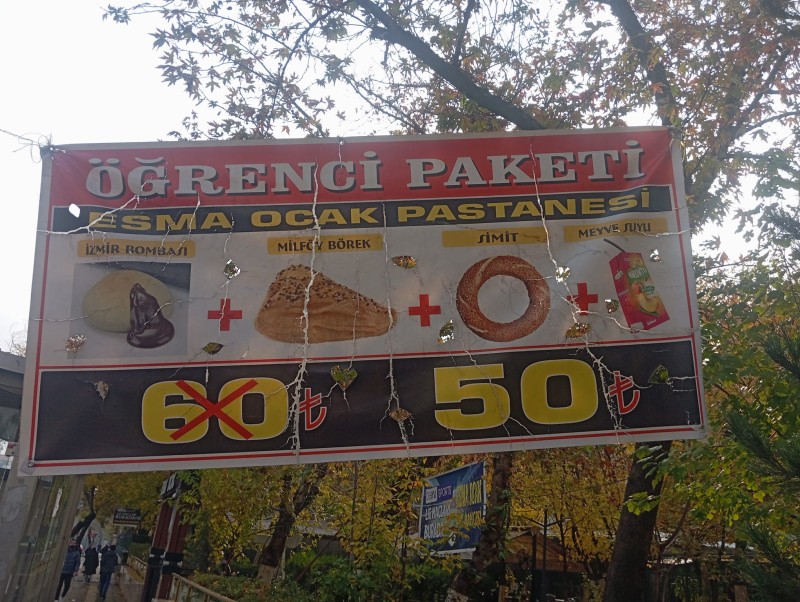 ÖĞRENCİ PAKETİ
ESMA OCAK PASTANESİ
İZMİR BOMBASI
MİLFÖY BÖREK
SİMİT
MEYVE SUYU
+ + +
60₺
50₺